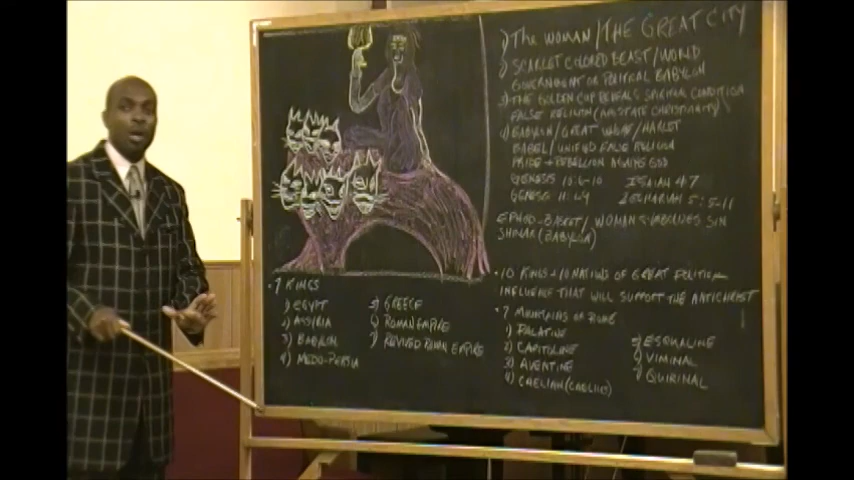 1) THE WOMAN/THE GREAT CITY
2) SCARLET COLORED BEAST/WORLD
GOVERNMENT OR POLITICAL BABYLON
3) THE GOLDEN CUP REVEALS SPIRITUAL CONDITION
FALSE RELIGION (APOSTATE CHRISTIANITY)
4) BABYLON/GREAT WHORE/HARLOT
BABEL/UNIFIED FALSE RELIGION
PRIDE + REBELLION AGAINST GOD
GENESIS 10:6-10 ISAIAH 47
GENESIS 11:1-9 ZECHARIAH 5:5-11
EPHOD-BASKET/WOMAN SYMBOLIZES SIN
SHINAR (BABYLON)
• 7 KINGS
1) EGYPT
2) ASSYRIA
3) BABYLON
4) MEDO-PERSIA
5) GREECE
6) ROMAN EMPIRE
7) REVIVED ROMAN EMPIRE
• 10 KINGS + 10 NATIONS OF GREAT POLITICAL
INFLUENCE THAT WILL SUPPORT THE ANTICHRIST
• 7 MOUNTAINS OF ROME
1) PALATINE
2) CAPITOLINE
3) AVENTINE
4) CAELIAN
5) ESQUALINE
6) VIMINAL
7) QUIRINAL